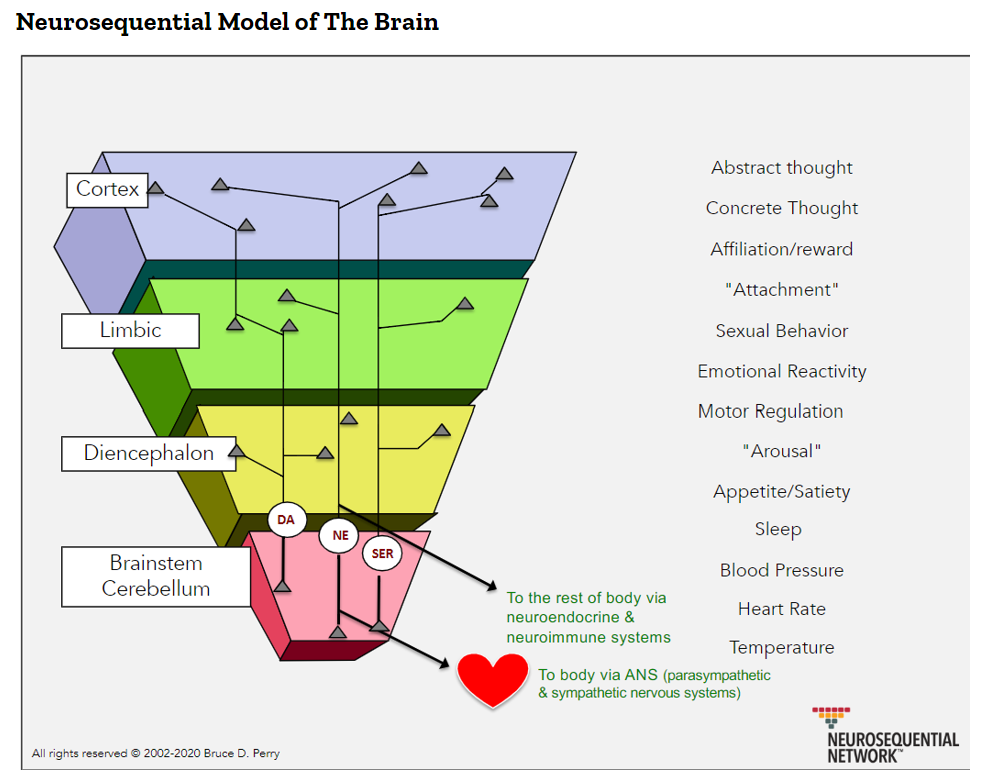 Neurosequential Model of The Brain
Cortex
Limbic
Diencephalon
Brainstem
Cerebellum
DA
NE
SER
Abstract thought
Concrete Thought
Affiliation/reward
"Attachment"
Sexual Behavior
Emotional Reactivity
Motor Regulation
"Arousal"
Appetite/Satiety
Sleep
Blood Pressure
Heart Rate
Temperature
To the rest of body via
neuroendocrine &
neuroimmune systems
To body via ANS (parasympathetic
& sympathetic nervous systems)
All rights reserved © 2002-2020 Bruce D. Perry
NEUROSEQUENTIAL
NETWORK™